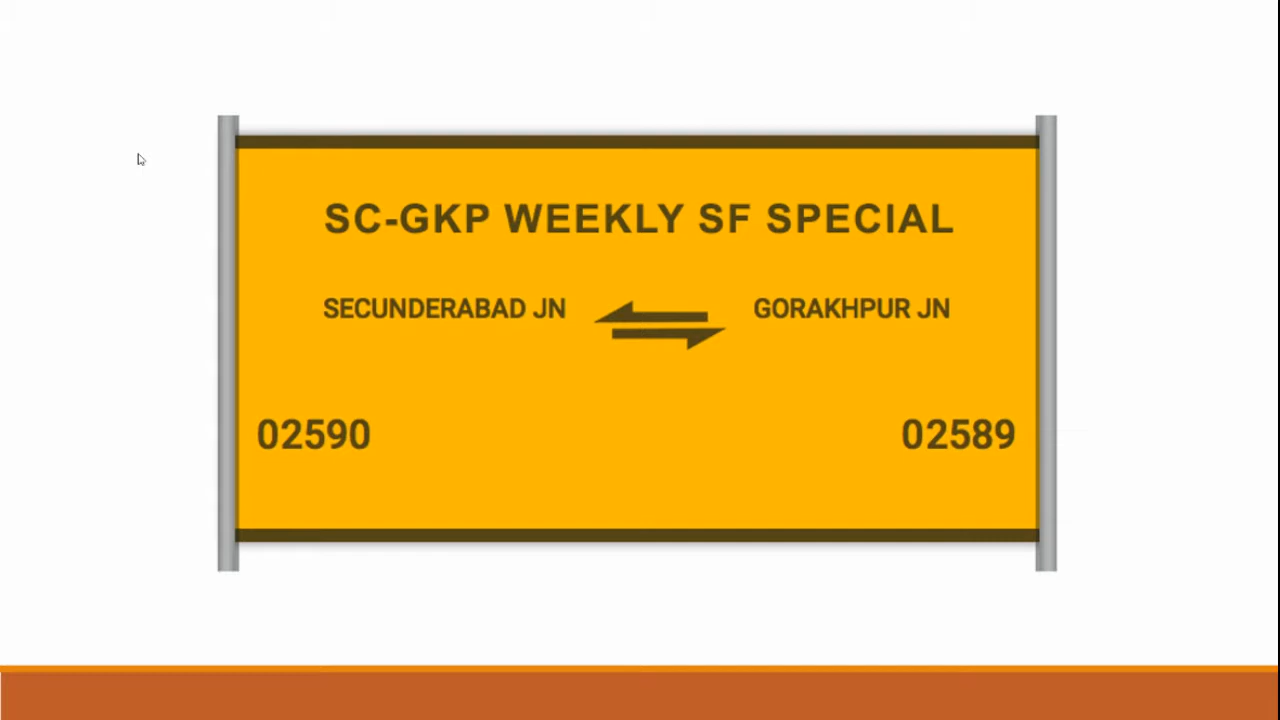 SC-GKP WEEKLY SF SPECIAL
SECUNDERABAD JN GORAKHPUR JN
02590 02589